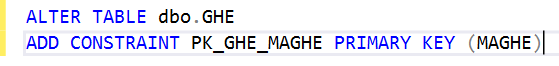 ALTER TABLE dbo.GHE
ADD CONSTRAINT PK_GHE_MAGHE PRIMARY KEY (MAGHE)